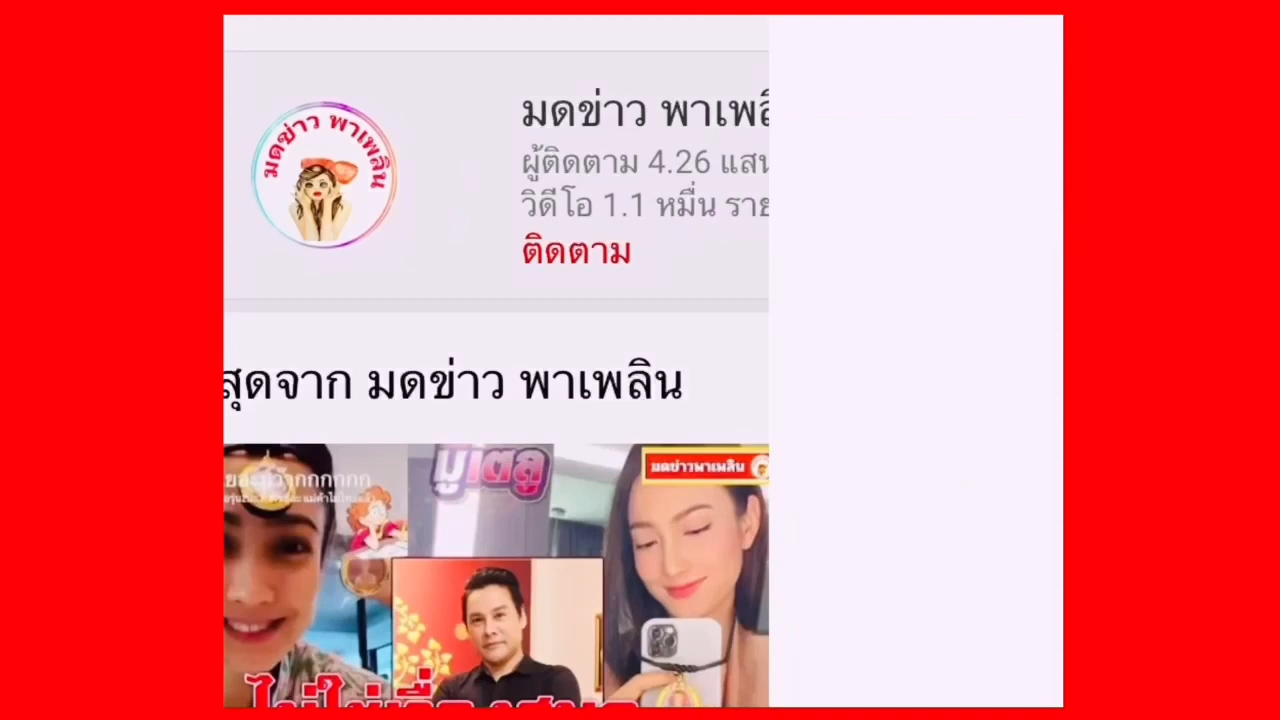 มดข่าว พาเพลิน
มดข่าว พาเพลิ
ผู้ติดตาม 4.26 แสน
วิดีโอ 1.1 หมื่น ราย
ติดตาม
สุดจาก มดข่าว พาเพลิน
มูเตลู
มดข่าวพาเพลิน